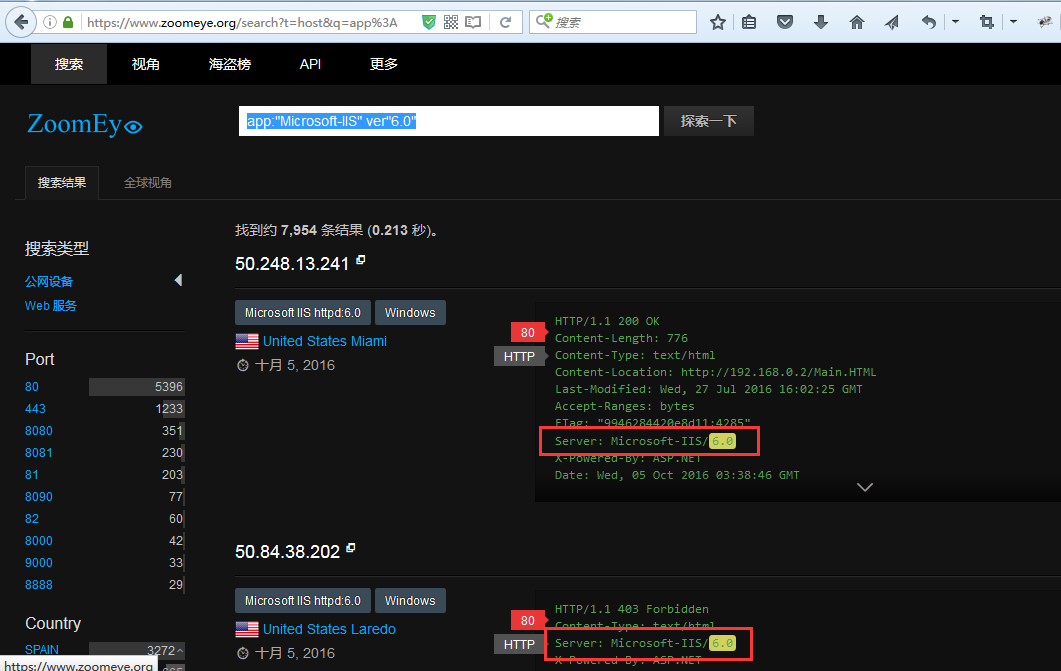 https://www.zoomeye.org/search?t=host&q=app%3A
搜索
搜索 视角 海盗榜 API 更多
ZoomEye
app:"Microsoft-IIS" ver"6.0"
探索一下
搜索结果 全球视角
找到约 7,954 条结果 (0.213 秒)。
搜索类型
公网设备
Web 服务
Port
80 5396
443 1233
8080 351
8081 230
81 203
8090 77
82 60
8000 42
9000 33
8888 29
Country
SPAIN 3272
https://www.zoomeye.org
50.248.13.241
Microsoft IIS httpd:6.0 Windows
United States Miami
十月 5, 2016
80
HTTP
HTTP/1.1 200 OK
Content-Length: 776
Content-Type: text/html
Content-Location: http://192.168.0.2/Main.HTML
Last-Modified: Wed, 27 Jul 2016 16:02:25 GMT
Accept-Ranges: bytes
ETag: "9946284420e8d11:4285"
Server: Microsoft-IIS/6.0
X-Powered-By: ASP.NET
Date: Wed, 05 Oct 2016 03:38:46 GMT
50.84.38.202
Microsoft IIS httpd:6.0 Windows
United States Laredo
十月 5, 2016
80
HTTP
HTTP/1.1 403 Forbidden
Content-Type: text/html
Server: Microsoft-IIS/6.0
X-Powered-By: ASP.NET